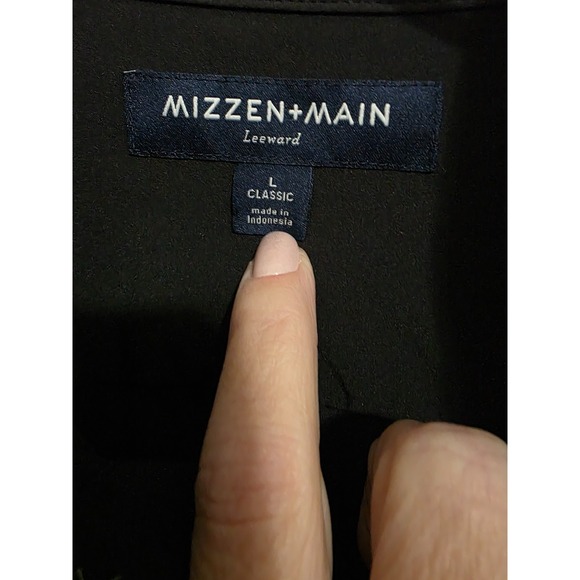 MIZZEN+MAIN
Leeward
L
CLASSIC
made in
Indonesia